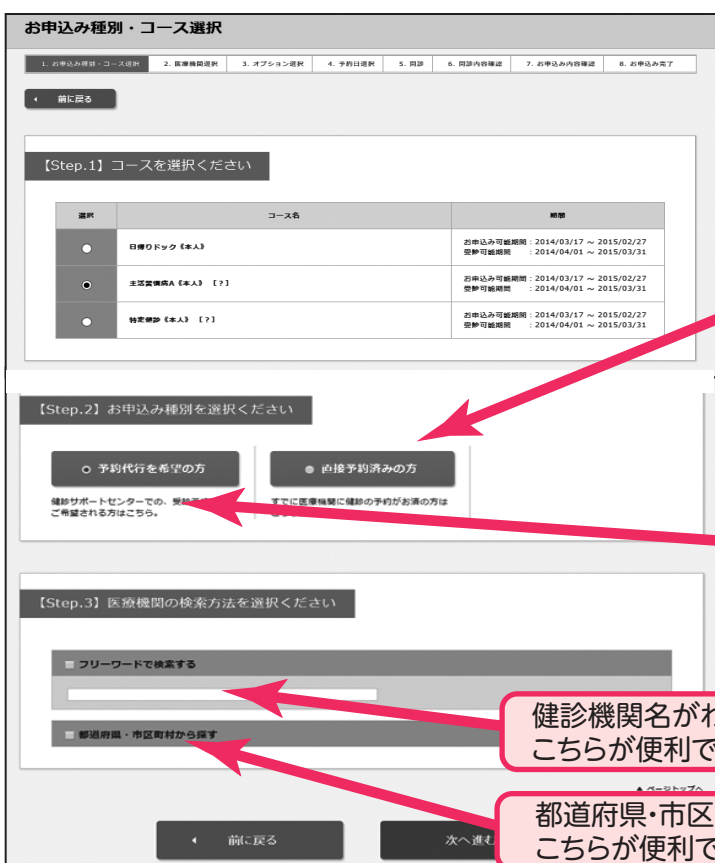 お申込み種別・コース選択
1. お申込み種別・コース選択 2. 医療機関選択 3. オプション選択 4. 予約日選択 5. 問診 6. 問診内容確認 7. お申込み内容確認 8. お申込み完了
前に戻る
【Step.1】コースを選択ください
選択 コース名 期間
日帰りドック《本人》 お申込み可能期間：2014/03/17 ～ 2015/02/27
受診可能期間 ：2014/04/01 ～ 2015/03/31
生活習慣病A《本人》 [?] お申込み可能期間：2014/03/17 ～ 2015/02/27
受診可能期間 ：2014/04/01 ～ 2015/03/31
特定健診《本人》 [?] お申込み可能期間：2014/03/17 ～ 2015/02/27
受診可能期間 ：2014/04/01 ～ 2015/03/31
【Step.2】お申込み種別を選択ください
予約代行を希望の方 直接予約済みの方
健診サポートセンターでの、受診 すでに医療機関に健診の予約がお済の方は
ご希望される方はこちら。
【Step.3】医療機関の検索方法を選択ください
フリーワードで検索する
都道府県・市区町村から探す
健診機関名がわ
こちらが便利で
▲ ページトップへ
都道府県・市区
こちらが便利で
前に戻る 次へ進む